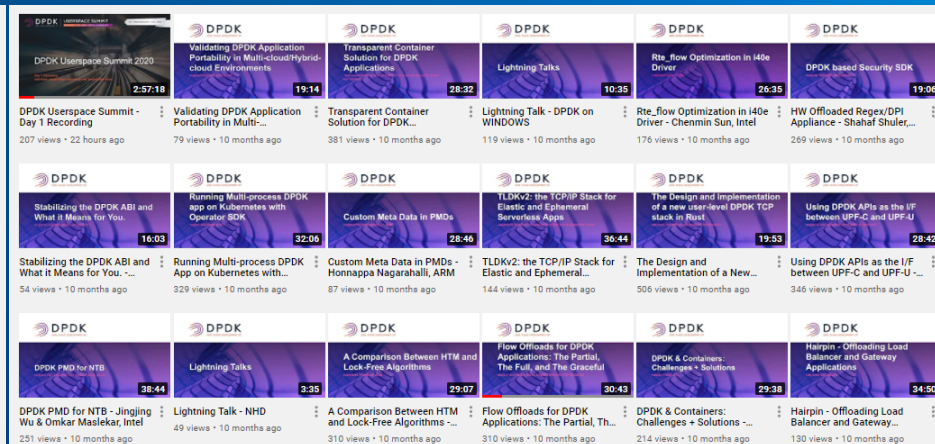 DPDK USERSPACE SUMMIT
DPDK Userspace Summit 2020
2:57:18
DPDK
Validating DPDK Application
Portability in Multi-cloud/Hybrid-
cloud Environments
19:14
DPDK
Transparent Container
Solution for DPDK
Applications
28:32
DPDK
Lightning Talks
10:35
DPDK
Rte_flow Optimization in i40e
Driver
26:35
DPDK
DPDK based Security SDK
19:06
DPDK Userspace Summit -
Day 1 Recording
207 views • 22 hours ago
Validating DPDK Application
Portability in Multi-...
79 views • 10 months ago
Transparent Container
Solution for DPDK...
381 views • 10 months ago
Lightning Talk - DPDK on
WINDOWS
119 views • 10 months ago
Rte_flow Optimization in i40e
Driver - Chenmin Sun, Intel
176 views • 10 months ago
HW Offloaded Regex/DPI
Appliance - Shahaf Shuler,...
269 views • 10 months ago
DPDK
Stabilizing the DPDK ABI and
What it Means for You.
16:03
DPDK
Running Multi-process DPDK
app on Kubernetes with
Operator SDK
32:06
DPDK
Custom Meta Data in PMDs
28:46
DPDK
TLDKv2: the TCP/IP Stack for
Elastic and Ephemeral
Serverless Apps
36:44
DPDK
The Design and Implementation
of a new user-level DPDK TCP
stack in Rust
19:53
DPDK
Using DPDK APIs as the I/F
between UPF-C and UPF-U
28:42
Stabilizing the DPDK ABI and
What it Means for You. -...
54 views • 10 months ago
Running Multi-process DPDK
App on Kubernetes with...
329 views • 10 months ago
Custom Meta Data in PMDs -
Honnappa Nagarahalli, ARM
87 views • 10 months ago
TLDKv2: the TCP/IP Stack for
Elastic and Ephemeral...
144 views • 10 months ago
The Design and
Implementation of a New...
506 views • 10 months ago
Using DPDK APIs as the I/F
between UPF-C and UPF-U -...
346 views • 10 months ago
DPDK
DPDK PMD for NTB
38:44
DPDK
Lightning Talks
3:35
DPDK
A Comparison Between HTM and
Lock-Free Algorithms
29:07
DPDK
Flow Offloads for DPDK
Applications: The Partial,
The Full, and The Graceful
30:43
DPDK
DPDK & Containers:
Challenges + Solutions
29:38
DPDK
Hairpin - Offloading Load
Balancer and Gateway
Applications
34:50
DPDK PMD for NTB - Jingjing
Wu & Omkar Maslekar, Intel
251 views • 10 months ago
Lightning Talk - NHD
49 views • 10 months ago
A Comparison Between HTM
and Lock-Free Algorithms -...
310 views • 10 months ago
Flow Offloads for DPDK
Applications: The Partial, Th...
310 views • 10 months ago
DPDK & Containers:
Challenges + Solutions -...
214 views • 10 months ago
Hairpin - Offloading Load
Balancer and Gateway...
130 views • 10 months ago